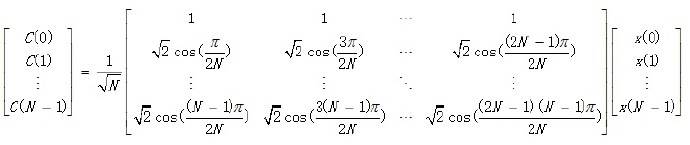 C(0) 1 1 ⋯ 1 x(0)
C(1) = 1/√N √2 cos(π/2N) √2 cos(3π/2N) ⋯ √2 cos((2N − 1)π/2N) x(1)
⋮ ⋮ ⋮ ⋱ ⋮ ⋮
C(N − 1) √2 cos((N − 1)π/2N) √2 cos(3(N − 1)π/2N) ⋯ √2 cos((2N − 1)(N − 1)π/2N) x(N − 1)